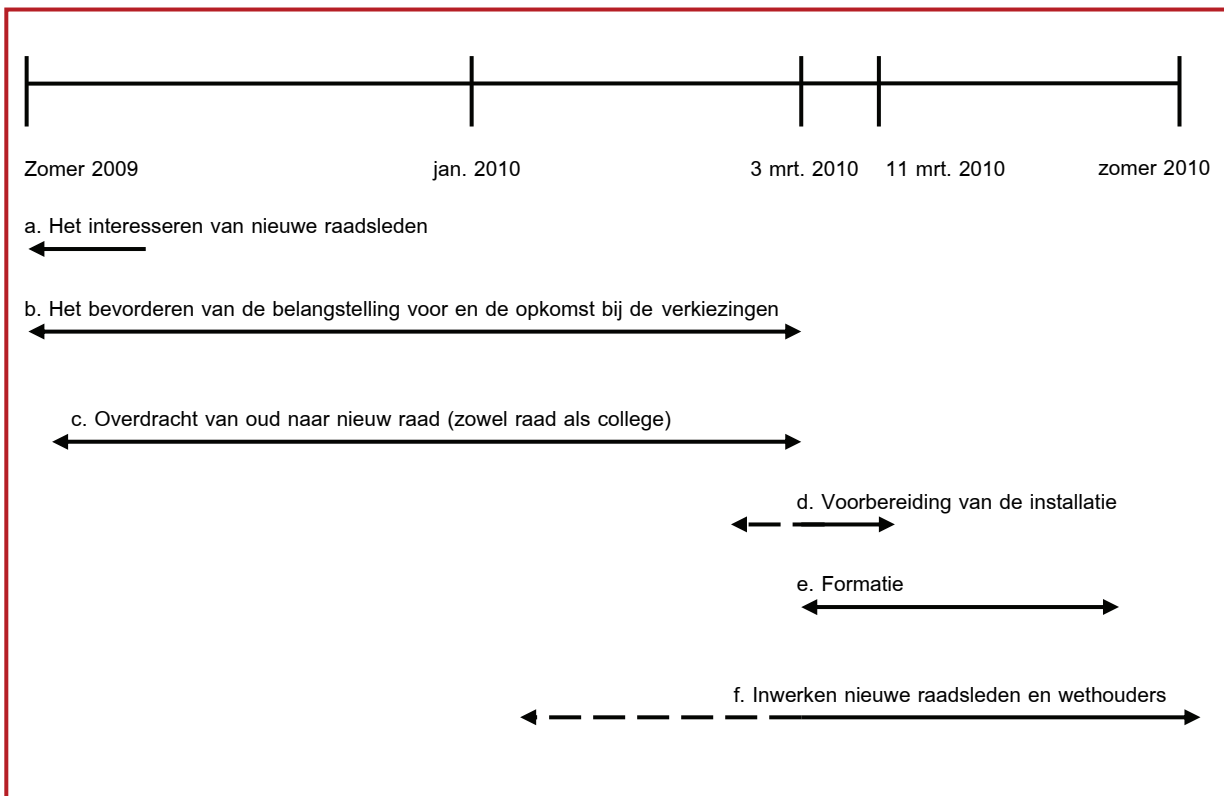 Zomer 2009 jan. 2010 3 mrt. 2010 11 mrt. 2010 zomer 2010
a. Het interesseren van nieuwe raadsleden
b. Het bevorderen van de belangstelling voor en de opkomst bij de verkiezingen
c. Overdracht van oud naar nieuw raad (zowel raad als college)
d. Voorbereiding van de installatie
e. Formatie
f. Inwerken nieuwe raadsleden en wethouders